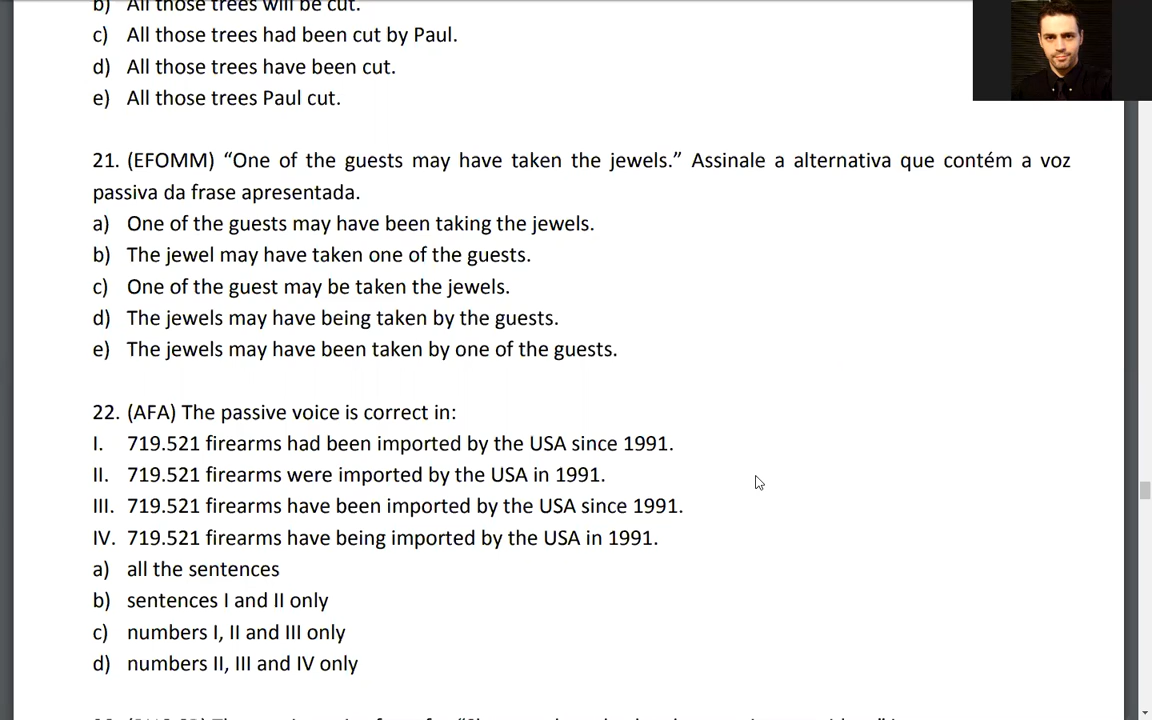 b) All those trees will be cut.
c) All those trees had been cut by Paul.
d) All those trees have been cut.
e) All those trees Paul cut.
21. (EFOMM) “One of the guests may have taken the jewels.” Assinale a alternativa que contém a voz
passiva da frase apresentada.
a) One of the guests may have been taking the jewels.
b) The jewel may have taken one of the guests.
c) One of the guest may be taken the jewels.
d) The jewels may have being taken by the guests.
e) The jewels may have been taken by one of the guests.
22. (AFA) The passive voice is correct in:
I. 719.521 firearms had been imported by the USA since 1991.
II. 719.521 firearms were imported by the USA in 1991.
III. 719.521 firearms have been imported by the USA since 1991.
IV. 719.521 firearms have being imported by the USA in 1991.
a) all the sentences
b) sentences I and II only
c) numbers I, II and III only
d) numbers II, III and IV only